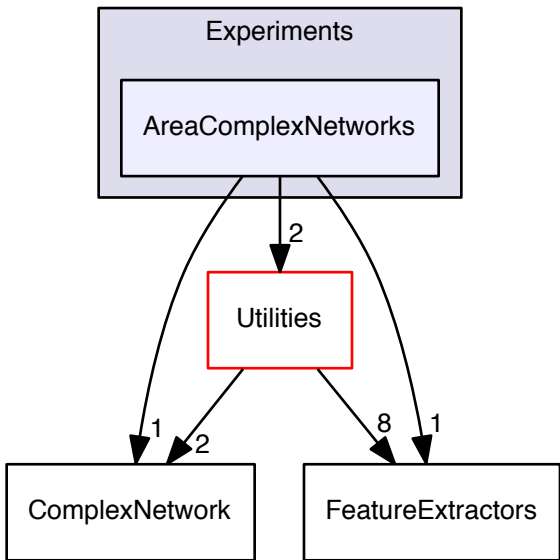 Experiments
AreaComplexNetworks
2
Utilities
1
2
8
1
ComplexNetwork
FeatureExtractors